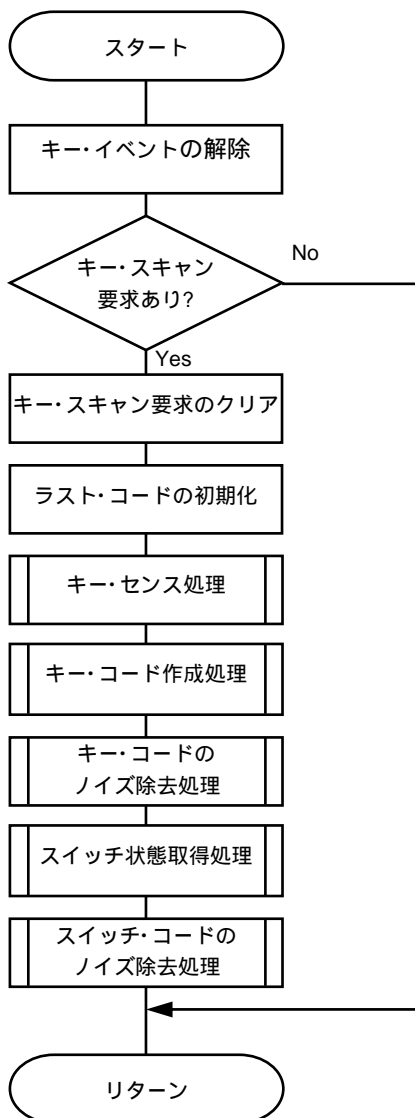 スタート
キー・イベントの解除
キー・スキャン
要求あり?
No
Yes
キー・スキャン要求のクリア
ラスト・コードの初期化
キー・センス処理
キー・コード作成処理
キー・コードの
ノイズ除去処理
スイッチ状態取得処理
スイッチ・コードの
ノイズ除去処理
リターン